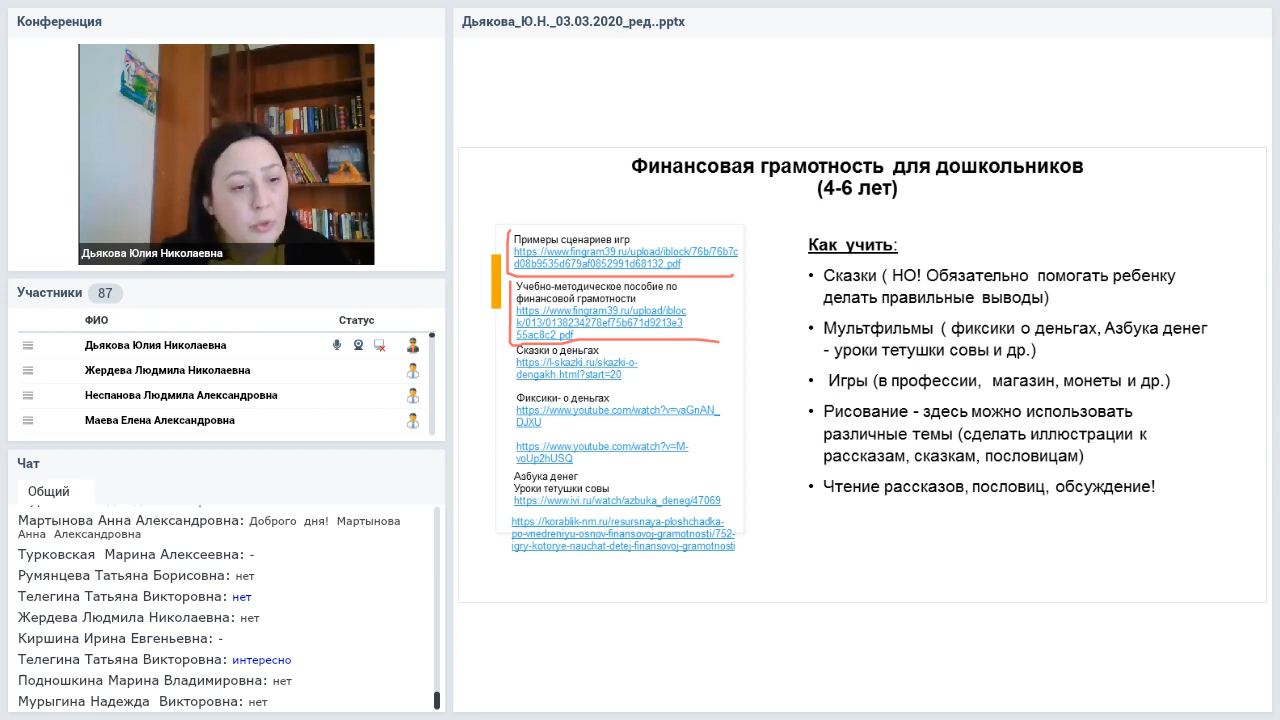 Конференция
Дьякова Юлия Николаевна
Участники 87
ФИО Статус
Дьякова Юлия Николаевна
Жердева Людмила Николаевна
Неспанова Людмила Александровна
Маева Елена Александровна
Чат
Общий
Мартынова Анна Александровна: Доброго дня! Мартынова
Анна Александровна
Турковская Марина Алексеевна: -
Румянцева Татьяна Борисовна: нет
Телегина Татьяна Викторовна: нет
Жердева Людмила Николаевна: нет
Киршина Ирина Евгеньевна: -
Телегина Татьяна Викторовна: интересно
Подношкина Марина Владимировна: нет
Мурыгина Надежда Викторовна: нет
Дьякова_Ю.Н._03.03.2020_ред..pptx
Финансовая грамотность для дошкольников
(4-6 лет)
Примеры сценариев игр
https://www.fingram39.ru/upload/iblock/76b/76b7c
d08b9535d679af0852991d68132.pdf
Учебно-методическое пособие по
финансовой грамотности
https://www.fingram39.ru/upload/ibloc
k/013/0138234278ef75b671d9213e3
55ac8c2.pdf
Сказки о деньгах
https://l-skazki.ru/skazki-o-
dengakh.html?start=20
Фиксики- о деньгах
https://www.youtube.com/watch?v=vaGnAN_
DJXU
https://www.youtube.com/watch?v=M-
voUp2hUSQ
Азбука денег
Уроки тетушки совы
https://www.ivi.ru/watch/azbuka_deneg/47069
https://korablik-nm.ru/resursnaya-ploshchadka-
po-vnedreniyu-osnov-finansovoj-gramotnosti/752-
igry-kotorye-nauchat-detej-finansovoj-gramotnosti
Как учить:
• Сказки ( НО! Обязательно помогать ребенку
делать правильные выводы)
• Мультфильмы ( фиксики о деньгах, Азбука денег
- уроки тетушки совы и др.)
• Игры (в профессии, магазин, монеты и др.)
• Рисование - здесь можно использовать
различные темы (сделать иллюстрации к
рассказам, сказкам, пословицам)
• Чтение рассказов, пословиц, обсуждение!